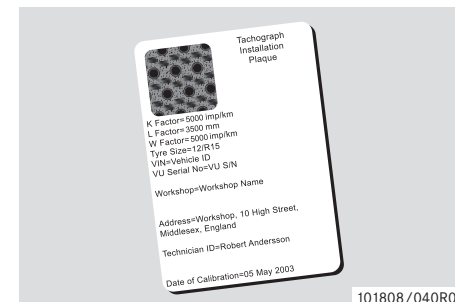 Tachograph
Installation
Plaque
K Factor=5000 imp/km
L Factor=3500 mm
W Factor=5000 imp/km
Tyre Size=12/R15
VIN=Vehicle ID
VU Serial No=VU S/N
Workshop=Workshop Name
Address=Workshop, 10 High Street,
Middlesex, England
Technician ID=Robert Andersson
Date of Calibration=05 May 2003